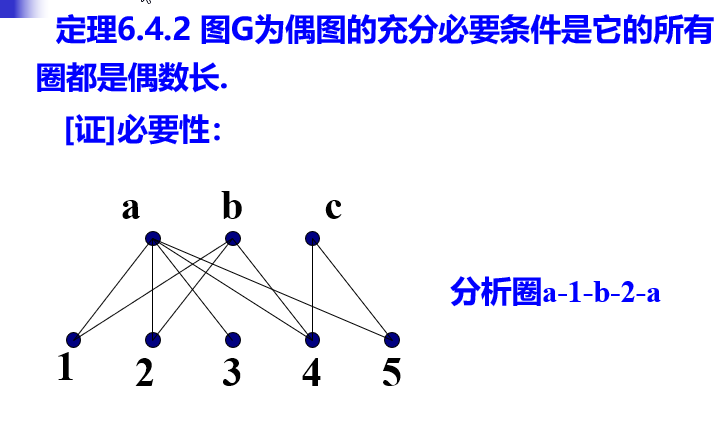 定理6.4.2 图G为偶图的充分必要条件是它的所有
圈都是偶数长.
[证]必要性：
a b c
分析圈a-1-b-2-a
1 2 3 4 5